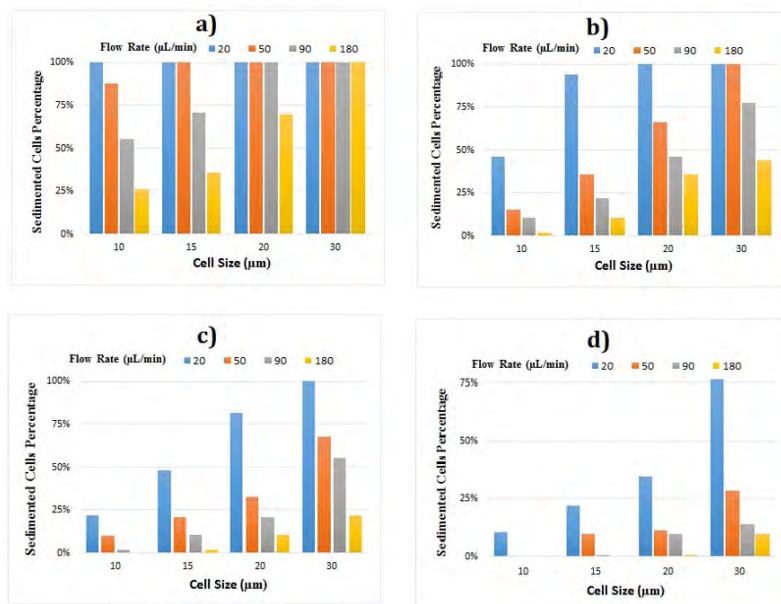 a)
Flow Rate (µL/min) 20 50 90 180
100%
75%
50%
25%
0%
Sedimented Cells Percentage
10 15 20 30
Cell Size (µm)
b)
Flow Rate (µL/min) 20 50 90 180
100%
75%
50%
25%
0%
Sedimented Cells Percentage
10 15 20 30
Cell Size (µm)
c)
Flow Rate (µL/min) 20 50 90 180
100%
75%
50%
25%
0%
Sedimented Cells Percentage
10 15 20 30
Cell Size (µm)
d)
Flow Rate (µL/min) 20 50 90 180
75%
50%
25%
0%
Sedimented Cells Percentage
10 15 20 30
Cell Size (µm)